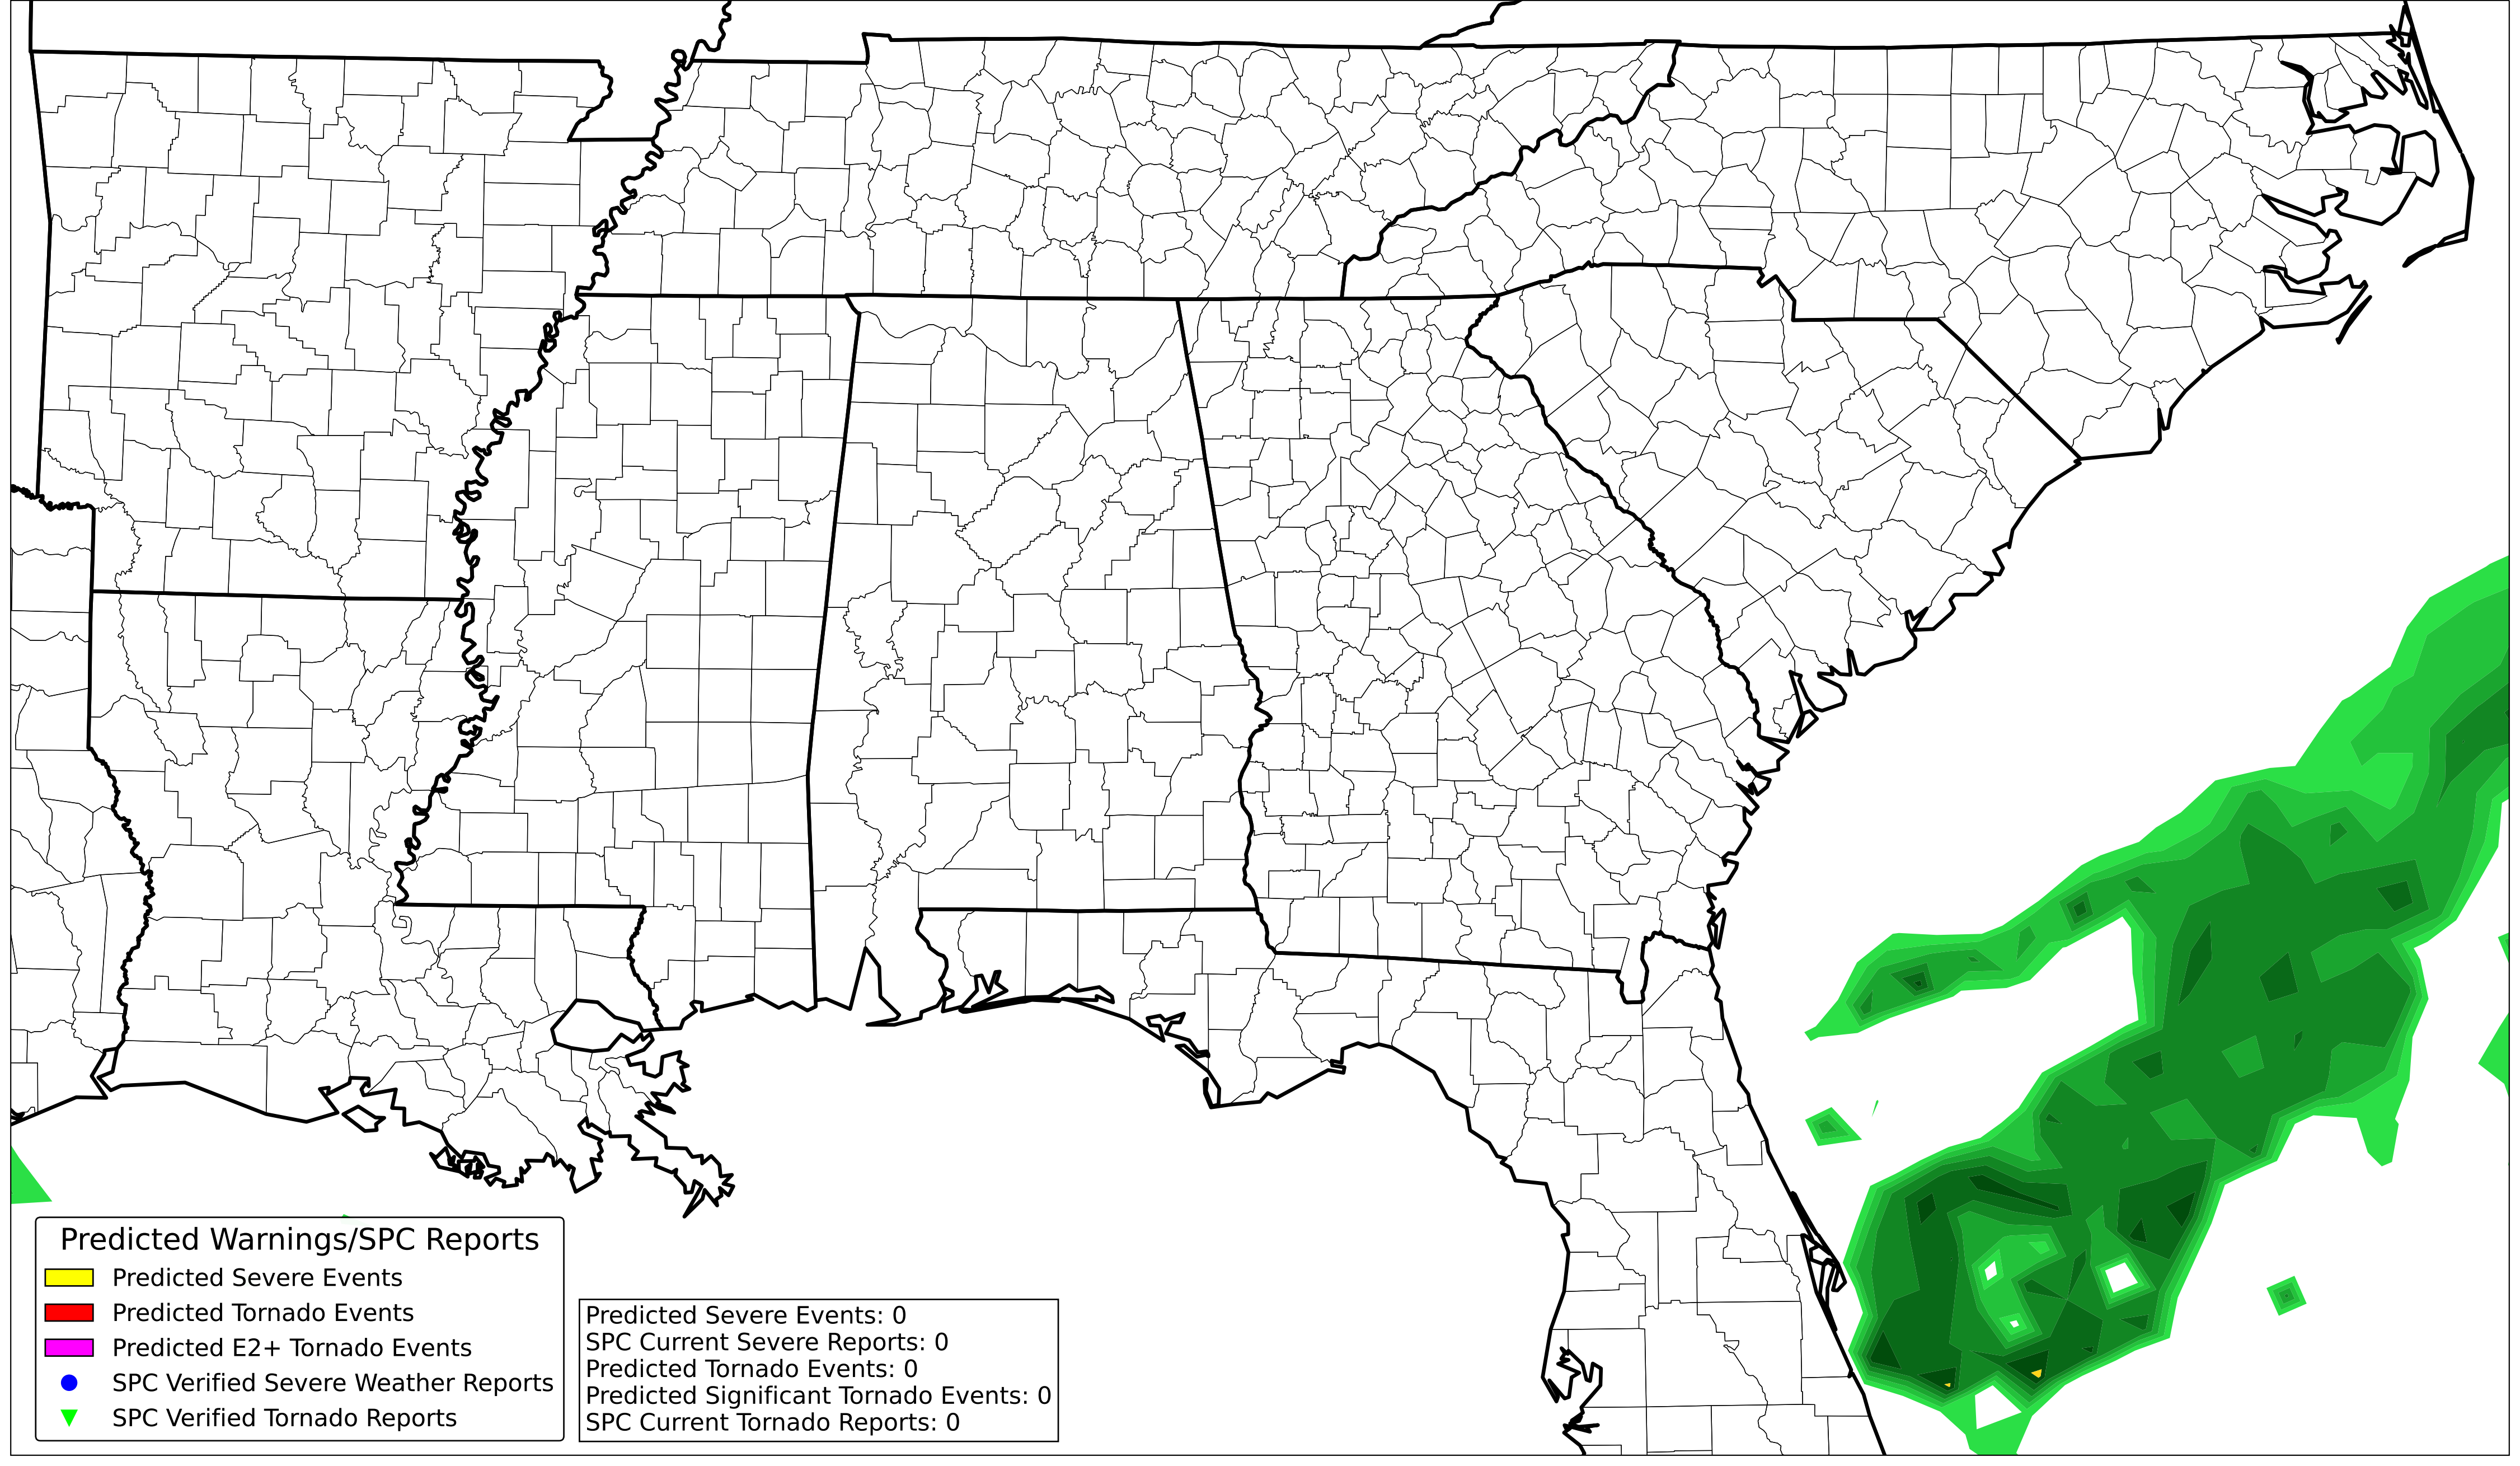 Predicted Warnings/SPC Reports
Predicted Severe Events
Predicted Tornado Events
Predicted E2+ Tornado Events
SPC Verified Severe Weather Reports
SPC Verified Tornado Reports
Predicted Severe Events: 0
SPC Current Severe Reports: 0
Predicted Tornado Events: 0
Predicted Significant Tornado Events: 0
SPC Current Tornado Reports: 0